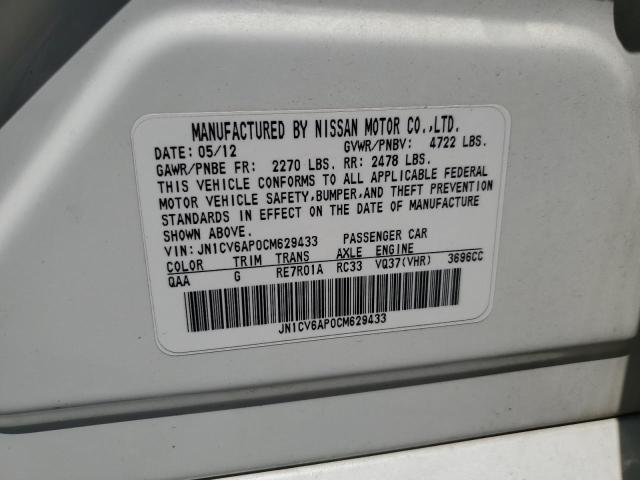 MANUFACTURED BY NISSAN MOTOR CO.,LTD.
DATE: 05/12 GVWR/PNBV: 4722 LBS.
GAWR/PNBE FR: 2270 LBS. RR: 2478 LBS.
THIS VEHICLE CONFORMS TO ALL APPLICABLE FEDERAL
MOTOR VEHICLE SAFETY,BUMPER,AND THEFT PREVENTION
STANDARDS IN EFFECT ON THE DATE OF MANUFACTURE
SHOWN ABOVE.
VIN: JN1CV6AP0CM629433 PASSENGER CAR
COLOR TRIM TRANS AXLE ENGINE
QAA G RE7R01A RC33 VQ37(VHR) 3696CC
JN1CV6AP0CM629433